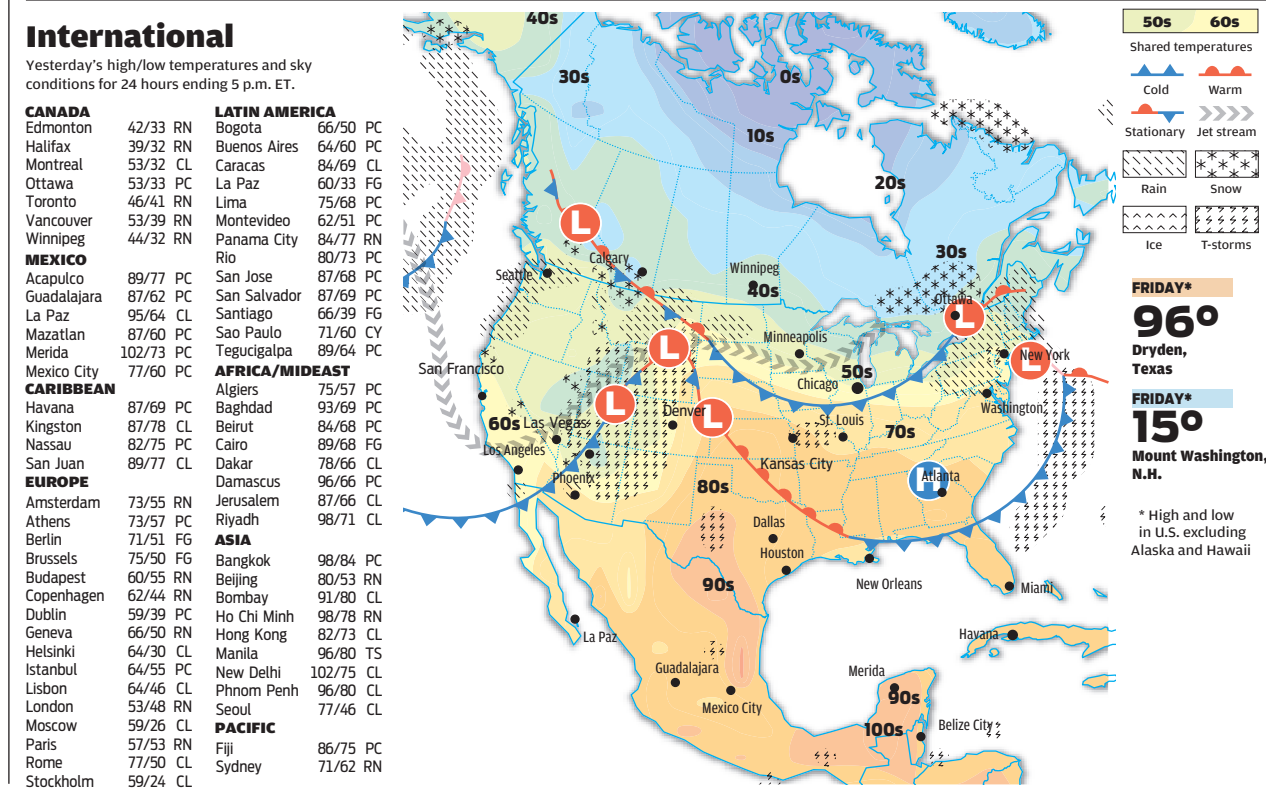 International
Yesterday's high/low temperatures and sky
conditions for 24 hours ending 5 p.m. ET.
CANADA
Edmonton 42/33 RN
Halifax 39/32 RN
Montreal 53/32 CL
Ottawa 53/33 PC
Toronto 46/41 RN
Vancouver 53/39 RN
Winnipeg 44/32 RN
MEXICO
Acapulco 89/77 PC
Guadalajara 87/62 PC
La Paz 95/64 CL
Mazatlan 87/60 PC
Merida 102/73 PC
Mexico City 77/60 PC
CARIBBEAN
Havana 87/69 PC
Kingston 87/78 CL
Nassau 82/75 PC
San Juan 89/77 CL
EUROPE
Amsterdam 73/55 RN
Athens 73/57 PC
Berlin 71/51 FG
Brussels 75/50 FG
Budapest 60/55 RN
Copenhagen 62/44 RN
Dublin 59/39 PC
Geneva 66/50 RN
Helsinki 64/30 CL
Istanbul 64/55 PC
Lisbon 64/46 CL
London 53/48 RN
Moscow 59/26 CL
Paris 57/53 RN
Rome 77/50 CL
Stockholm 59/24 CL
LATIN AMERICA
Bogota 66/50 PC
Buenos Aires 64/60 PC
Caracas 84/69 CL
La Paz 60/33 FG
Lima 75/68 PC
Montevideo 62/51 PC
Panama City 84/77 RN
Rio 80/73 PC
San Jose 87/68 PC
San Salvador 87/69 PC
Santiago 66/39 FG
Sao Paulo 71/60 CY
Tegucigalpa 89/64 PC
AFRICA/MIDEAST
Algiers 75/57 PC
Baghdad 93/69 PC
Beirut 84/68 PC
Cairo 89/68 FG
Dakar 78/66 CL
Damascus 96/66 PC
Jerusalem 87/66 CL
Riyadh 98/71 CL
ASIA
Bangkok 98/84 PC
Beijing 80/53 RN
Bombay 91/80 CL
Ho Chi Minh 98/78 RN
Hong Kong 82/73 CL
Manila 96/80 TS
New Delhi 102/75 CL
Phnom Penh 96/80 CL
Seoul 77/46 CL
PACIFIC
Fiji 86/75 PC
Sydney 71/62 RN
40s
30s
0s
10s
20s
30s
L
Calgary
Seattle
Winnipeg
40s
Ottawa
L
Minneapolis
L
New York
L
San Francisco
50s
Chicago
L
Denver
L
Washington
60s
Las Vegas
St. Louis
70s
Los Angeles
Kansas City
Phoenix
H
Atlanta
80s
Dallas
Houston
New Orleans
90s
Miami
La Paz
Havana
Guadalajara
Merida
Mexico City
90s
100s
Belize City
50s 60s
Shared temperatures
Cold Warm
Stationary Jet stream
Rain Snow
Ice T-storms
FRIDAY*
96°
Dryden,
Texas
FRIDAY*
15°
Mount Washington,
N.H.
* High and low
in U.S. excluding
Alaska and Hawaii